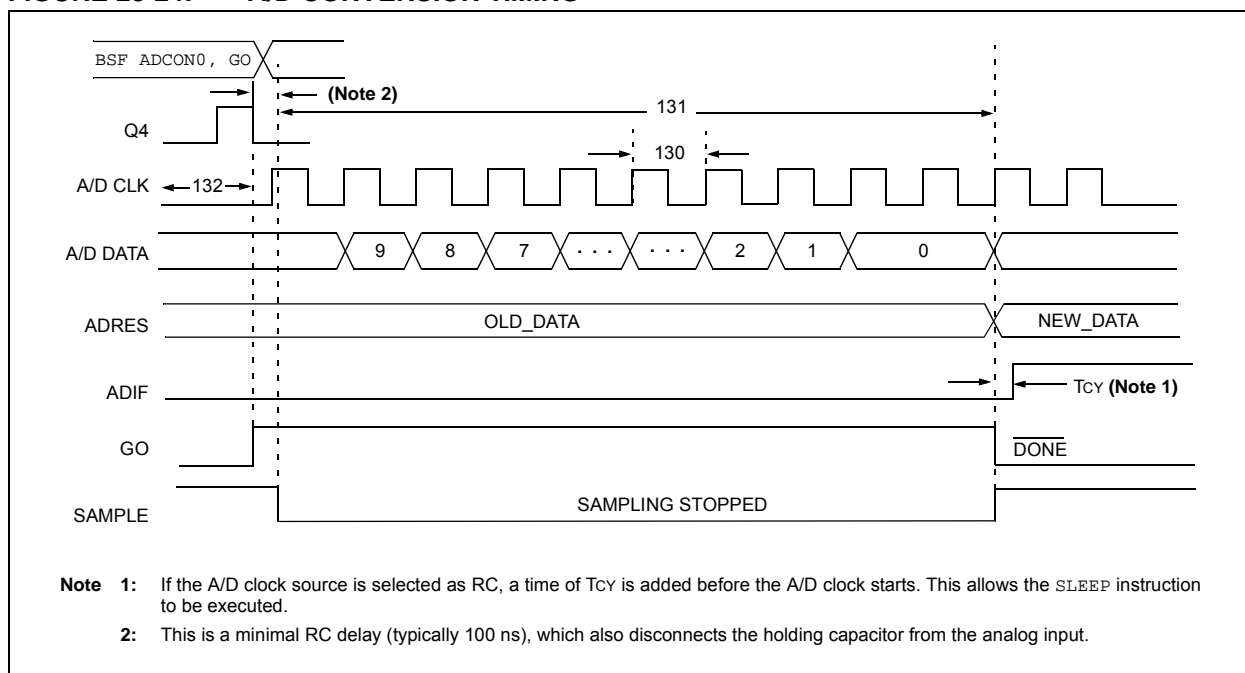 BSF ADCON0, GO
(Note 2)
131
Q4
130
A/D CLK
132
A/D DATA
9 8 7 . . . . . . 2 1 0
ADRES
OLD_DATA
NEW_DATA
ADIF
TCY (Note 1)
GO
DONE
SAMPLE
SAMPLING STOPPED
Note 1: If the A/D clock source is selected as RC, a time of TCY is added before the A/D clock starts. This allows the SLEEP instruction
to be executed.
2: This is a minimal RC delay (typically 100 ns), which also disconnects the holding capacitor from the analog input.